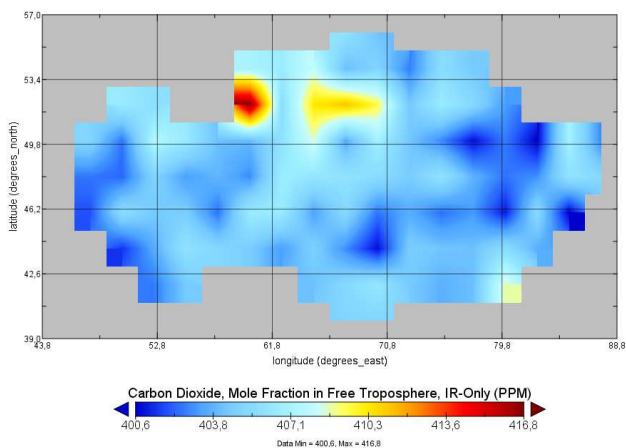 57,0
53,4
49,8
46,2
42,6
39,0
latitude (degrees_north)
43,8 52,8 61,8 70,8 79,8 88,8
longitude (degrees_east)
Carbon Dioxide, Mole Fraction in Free Troposphere, IR-Only (PPM)
400,6 403,8 407,1 410,3 413,6 416,8
Data Min = 400,6, Max = 416,8